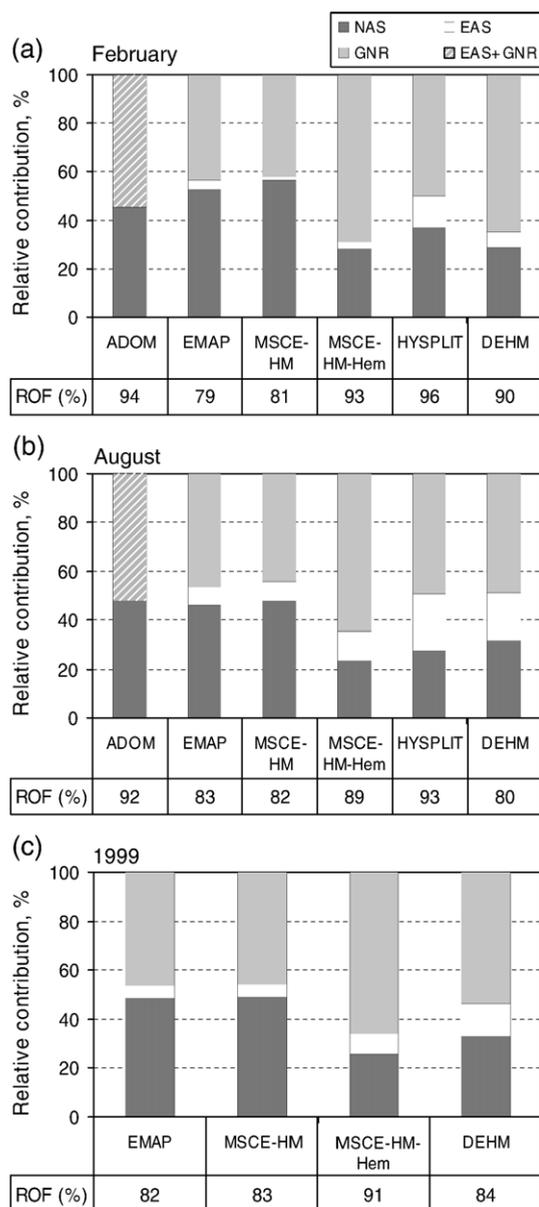 NAS EAS
GNR EAS+GNR
(a) February
Relative contribution, %
100
80
60
40
20
0
ADOM EMAP MSCE-HM MSCE-HM-Hem HYSPLIT DEHM
ROF (%) 94 79 81 93 96 90
(b) August
Relative contribution, %
100
80
60
40
20
0
ADOM EMAP MSCE-HM MSCE-HM-Hem HYSPLIT DEHM
ROF (%) 92 83 82 89 93 80
(c) 1999
Relative contribution, %
100
80
60
40
20
0
EMAP MSCE-HM MSCE-HM-Hem DEHM
ROF (%) 82 83 91 84